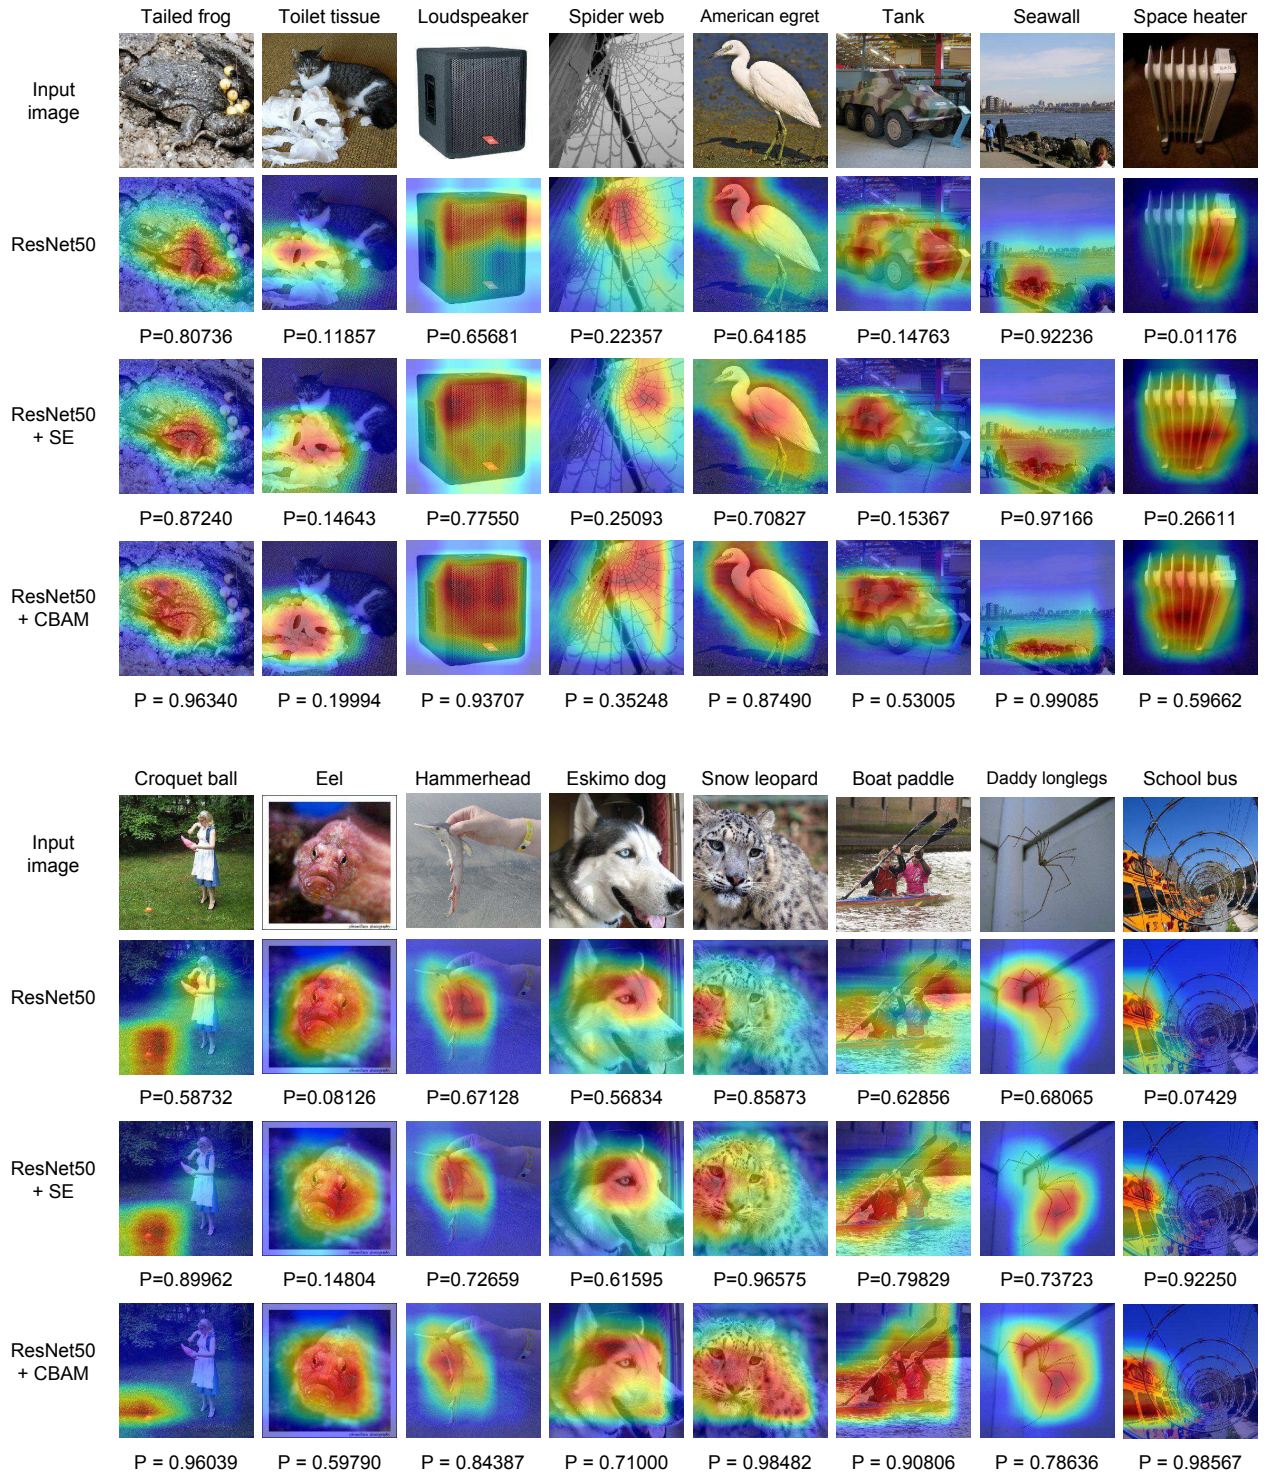 Tailed frog Toilet tissue Loudspeaker Spider web American egret Tank Seawall Space heater
Input
image
ResNet50
P=0.80736 P=0.11857 P=0.65681 P=0.22357 P=0.64185 P=0.14763 P=0.92236 P=0.01176
ResNet50
+ SE
P=0.87240 P=0.14643 P=0.77550 P=0.25093 P=0.70827 P=0.15367 P=0.97166 P=0.26611
ResNet50
+ CBAM
P = 0.96340 P = 0.19994 P = 0.93707 P = 0.35248 P = 0.87490 P = 0.53005 P = 0.99085 P = 0.59662
Croquet ball Eel Hammerhead Eskimo dog Snow leopard Boat paddle Daddy longlegs School bus
Input
image
ResNet50
P=0.58732 P=0.08126 P=0.67128 P=0.56834 P=0.85873 P=0.62856 P=0.68065 P=0.07429
ResNet50
+ SE
P=0.89962 P=0.14804 P=0.72659 P=0.61595 P=0.96575 P=0.79829 P=0.73723 P=0.92250
ResNet50
+ CBAM
P = 0.96039 P = 0.59790 P = 0.84387 P = 0.71000 P = 0.98482 P = 0.90806 P = 0.78636 P = 0.98567